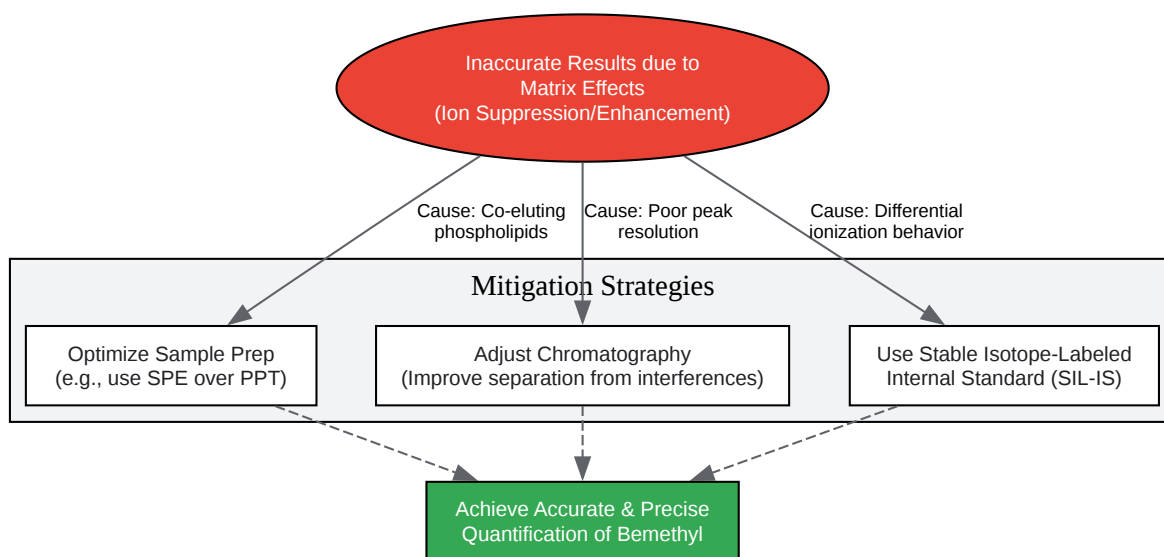 Inaccurate Results due to
Matrix Effects
(Ion Suppression/Enhancement)
Cause: Co-eluting
phospholipids
Cause: Poor peak
resolution
Cause: Differential
ionization behavior
Mitigation Strategies
Optimize Sample Prep
(e.g., use SPE over PPT)
Adjust Chromatography
(Improve separation from interferences)
Use Stable Isotope-Labeled
Internal Standard (SIL-IS)
Achieve Accurate & Precise
Quantification of Bemethyl